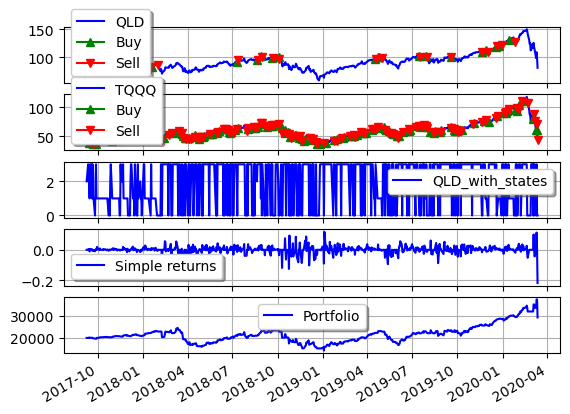 QLD
Buy
Sell
150
100
TQQQ
Buy
Sell
100
50
QLD_with_states
2
0
Simple returns
0.0
−0.2
Portfolio
30000
20000
2017-10
2018-01
2018-04
2018-07
2018-10
2019-01
2019-04
2019-07
2019-10
2020-01
2020-04